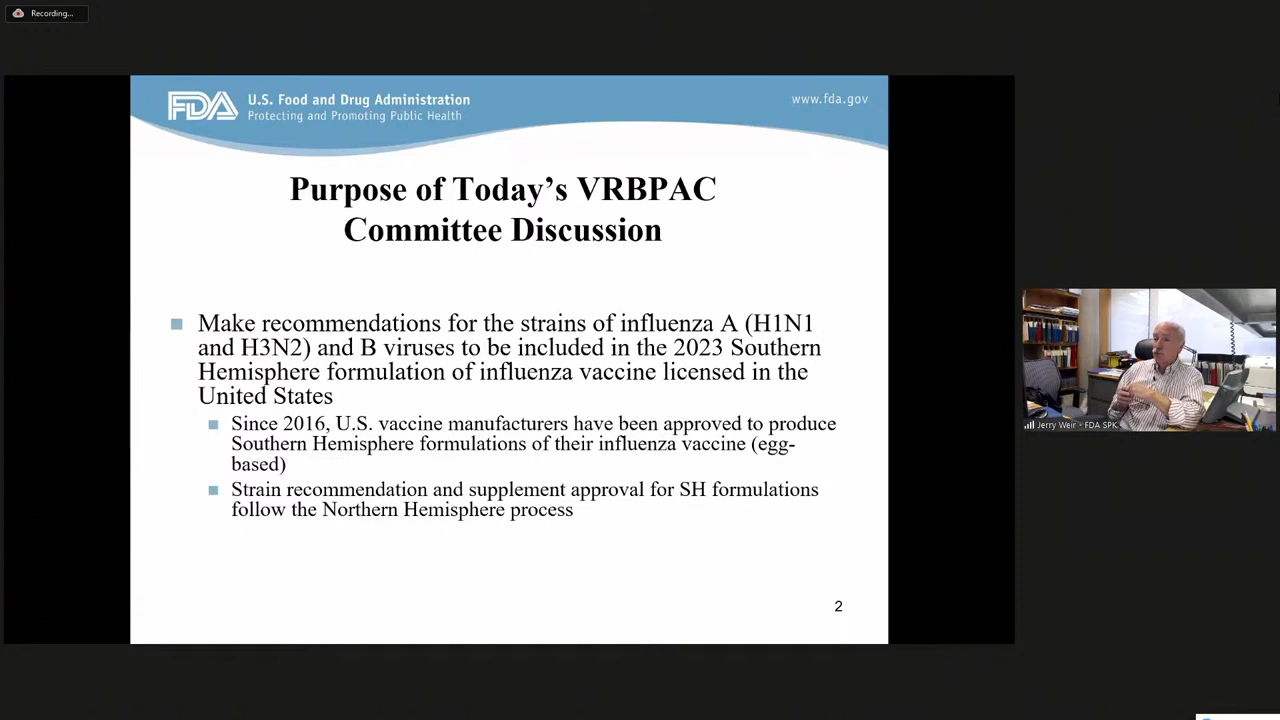 Recording...
FDA
U.S. Food and Drug Administration
Protecting and Promoting Public Health
www.fda.gov
Purpose of Today’s VRBPAC
Committee Discussion
Make recommendations for the strains of influenza A (H1N1
and H3N2) and B viruses to be included in the 2023 Southern
Hemisphere formulation of influenza vaccine licensed in the
United States
Since 2016, U.S. vaccine manufacturers have been approved to produce
Southern Hemisphere formulations of their influenza vaccine (egg-
based)
Strain recommendation and supplement approval for SH formulations
follow the Northern Hemisphere process
2
Jerry Weir - FDA SPK